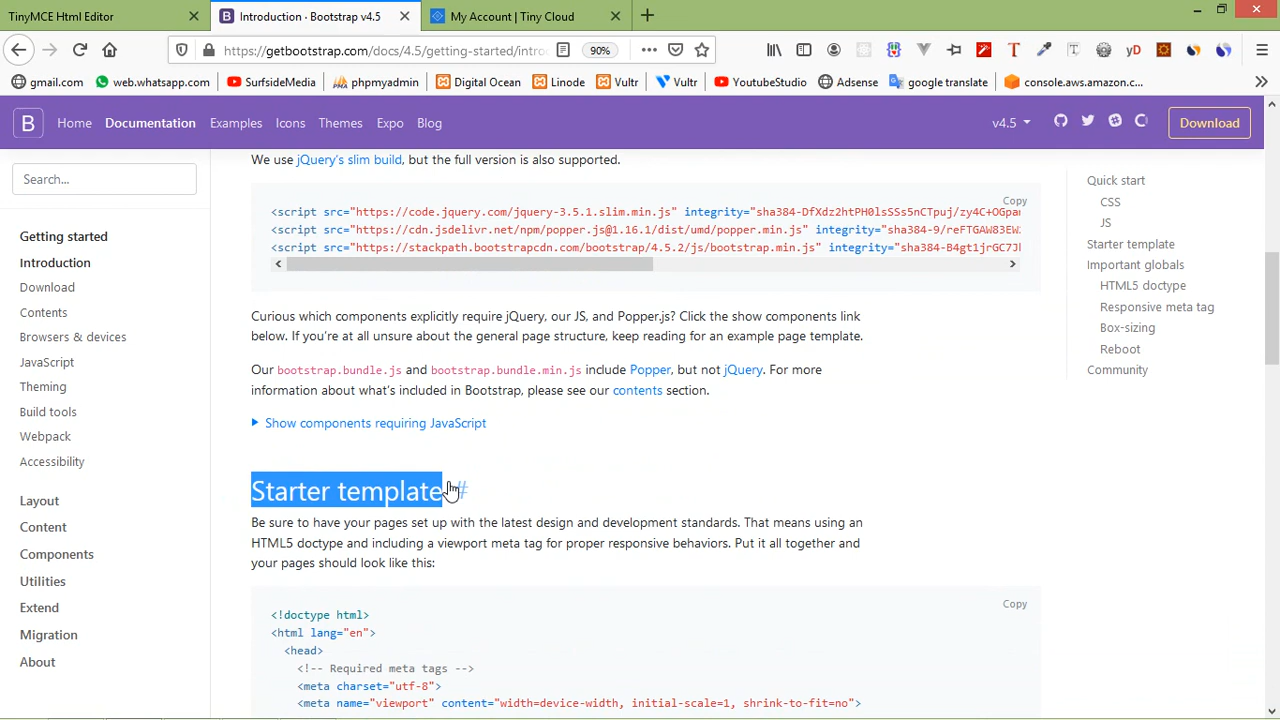 TinyMCE Html Editor
Introduction · Bootstrap v4.5
My Account | Tiny Cloud
https://getbootstrap.com/docs/4.5/getting-started/intro
90%
yD
gmail.com
web.whatsapp.com
SurfsideMedia
phpmyadmin
Digital Ocean
Linode
Vultr
Vultr
YoutubeStudio
Adsense
google translate
console.aws.amazon.c...
B
Home
Documentation
Examples
Icons
Themes
Expo
Blog
v4.5
Download
Search...
Getting started
Introduction
Download
Contents
Browsers & devices
JavaScript
Theming
Build tools
Webpack
Accessibility
Layout
Content
Components
Utilities
Extend
Migration
About
We use jQuery's slim build, but the full version is also supported.
Copy
<script src="https://code.jquery.com/jquery-3.5.1.slim.min.js" integrity="sha384-DfXdz2htPH0lsSSs5nCTpuj/zy4C+OGpa
<script src="https://cdn.jsdelivr.net/npm/popper.js@1.16.1/dist/umd/popper.min.js" integrity="sha384-9/reFTGAW83EW
<script src="https://stackpath.bootstrapcdn.com/bootstrap/4.5.2/js/bootstrap.min.js" integrity="sha384-B4gt1jrGC7J
Curious which components explicitly require jQuery, our JS, and Popper.js? Click the show components link
below. If you're at all unsure about the general page structure, keep reading for an example page template.
Our bootstrap.bundle.js and bootstrap.bundle.min.js include Popper, but not jQuery. For more
information about what's included in Bootstrap, please see our contents section.
Show components requiring JavaScript
Starter template #
Be sure to have your pages set up with the latest design and development standards. That means using an
HTML5 doctype and including a viewport meta tag for proper responsive behaviors. Put it all together and
your pages should look like this:
Copy
<!doctype html>
<html lang="en">
<head>
<!-- Required meta tags -->
<meta charset="utf-8">
<meta name="viewport" content="width=device-width, initial-scale=1, shrink-to-fit=no">
Quick start
CSS
JS
Starter template
Important globals
HTML5 doctype
Responsive meta tag
Box-sizing
Reboot
Community